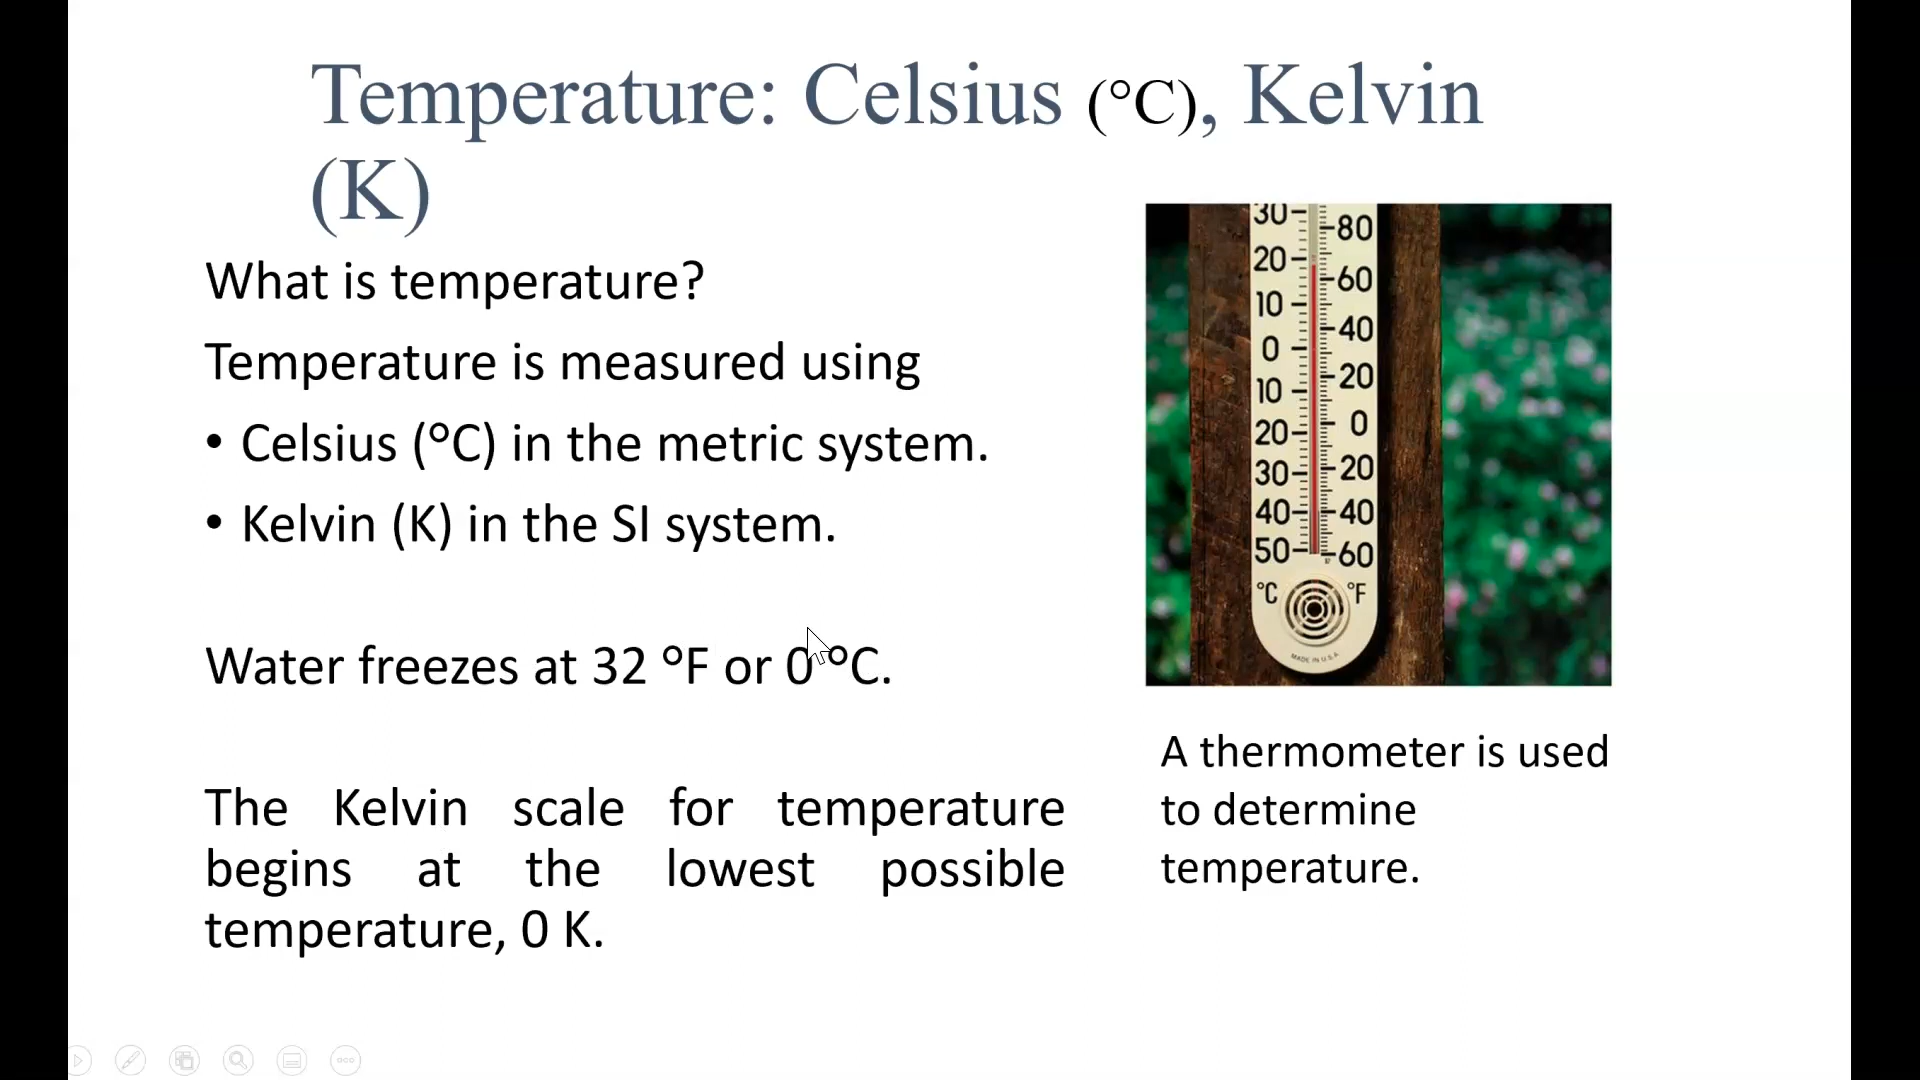 Temperature: Celsius (°C), Kelvin
(K)
What is temperature?
Temperature is measured using
• Celsius (°C) in the metric system.
• Kelvin (K) in the SI system.
Water freezes at 32 °F or 0 °C.
The Kelvin scale for temperature
begins at the lowest possible
temperature, 0 K.
30 80
20 60
10 40
0 20
10 0
20 20
30 40
40 60
50
°C °F
MADE IN U.S.A.
A thermometer is used
to determine
temperature.